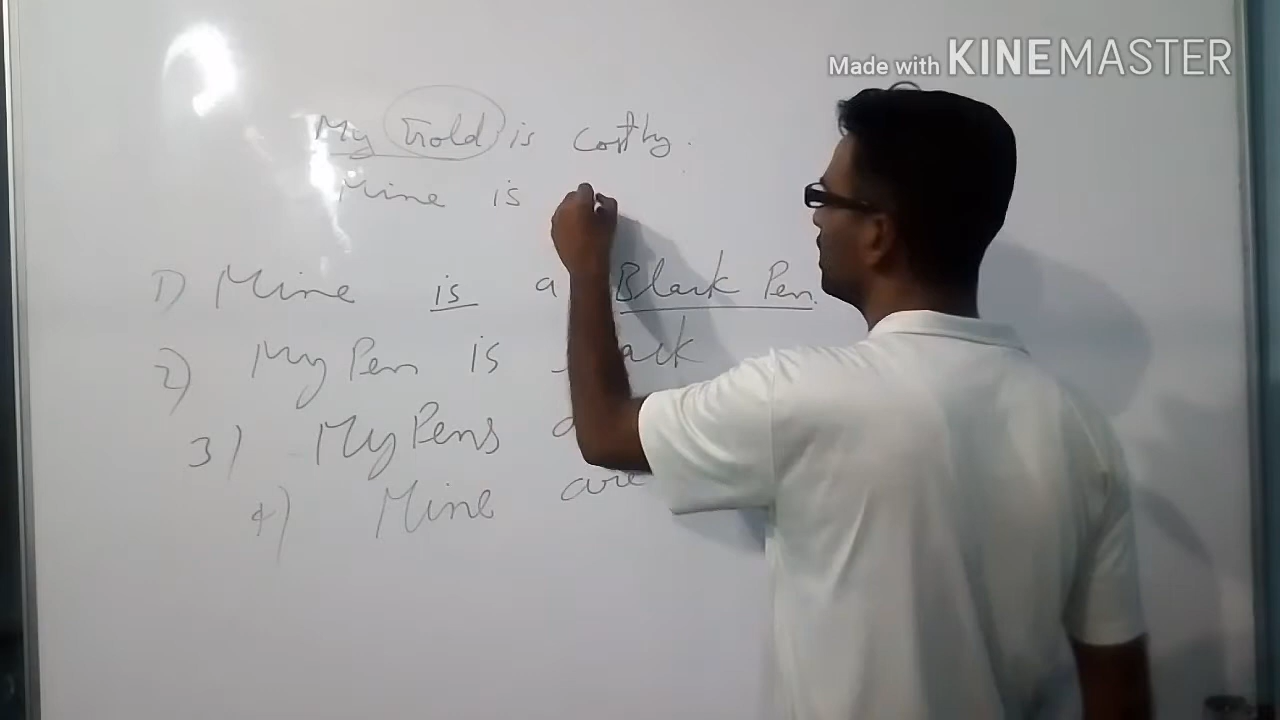 Made with KINEMASTER
My Gold is costly.
Mine is
1) Mine is a Black Pen.
2) My Pen is
3) My Pens
4) Mine are